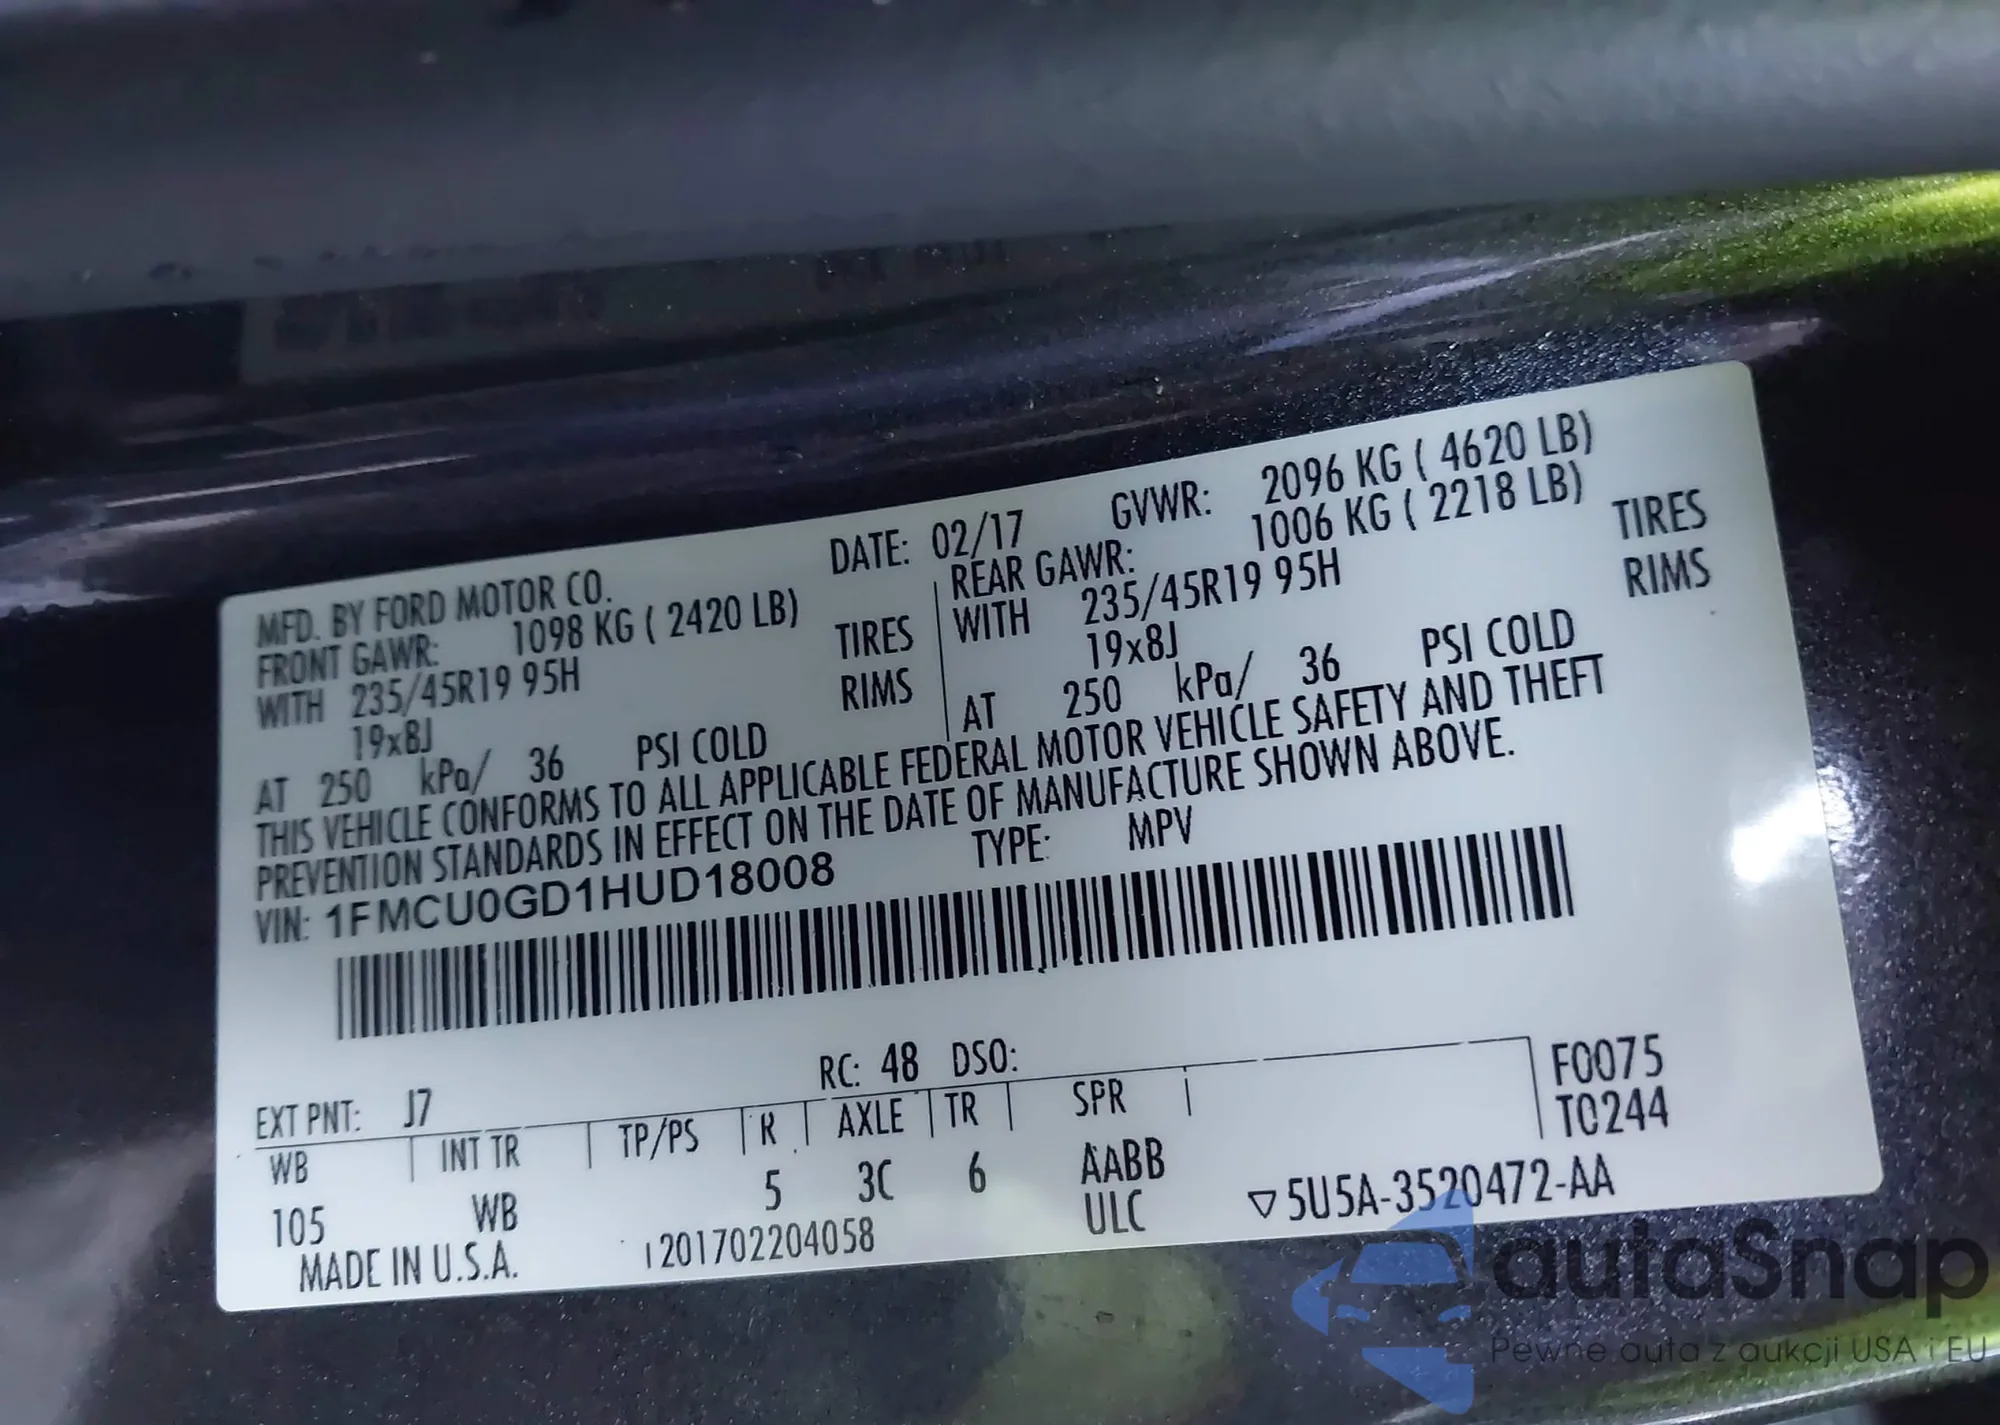 MFD. BY FORD MOTOR CO. DATE: 02/17 GVWR: 2096 KG ( 4620 LB)
FRONT GAWR: 1098 KG ( 2420 LB) REAR GAWR: 1006 KG ( 2218 LB)
WITH 235/45R19 95H TIRES WITH 235/45R19 95H TIRES
19x8J RIMS 19x8J RIMS
AT 250 kPa/ 36 PSI COLD AT 250 kPa/ 36 PSI COLD
THIS VEHICLE CONFORMS TO ALL APPLICABLE FEDERAL MOTOR VEHICLE SAFETY AND THEFT
PREVENTION STANDARDS IN EFFECT ON THE DATE OF MANUFACTURE SHOWN ABOVE.
VIN: 1FMCU0GD1HUD18008 TYPE: MPV
EXT PNT: J7 RC: 48 DSO: F0075
WB INT TR TP/PS R AXLE TR SPR T0244
105 WB 5 3C 6 AABB
MADE IN U.S.A. 201702204058 ULC 5U5A-3520472-AA
autaSnap
Pewne auta z aukcji USA i EU